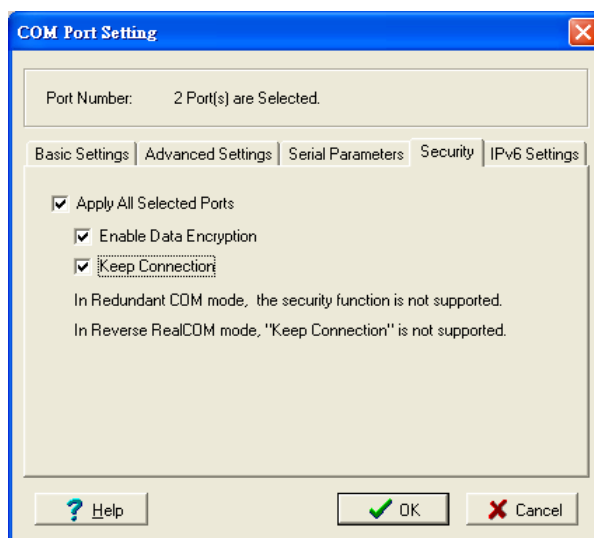 COM Port Setting
Port Number: 2 Port(s) are Selected.
Basic Settings Advanced Settings Serial Parameters Security IPv6 Settings
Apply All Selected Ports
Enable Data Encryption
Keep Connection
In Redundant COM mode, the security function is not supported.
In Reverse RealCOM mode, "Keep Connection" is not supported.
? Help OK Cancel